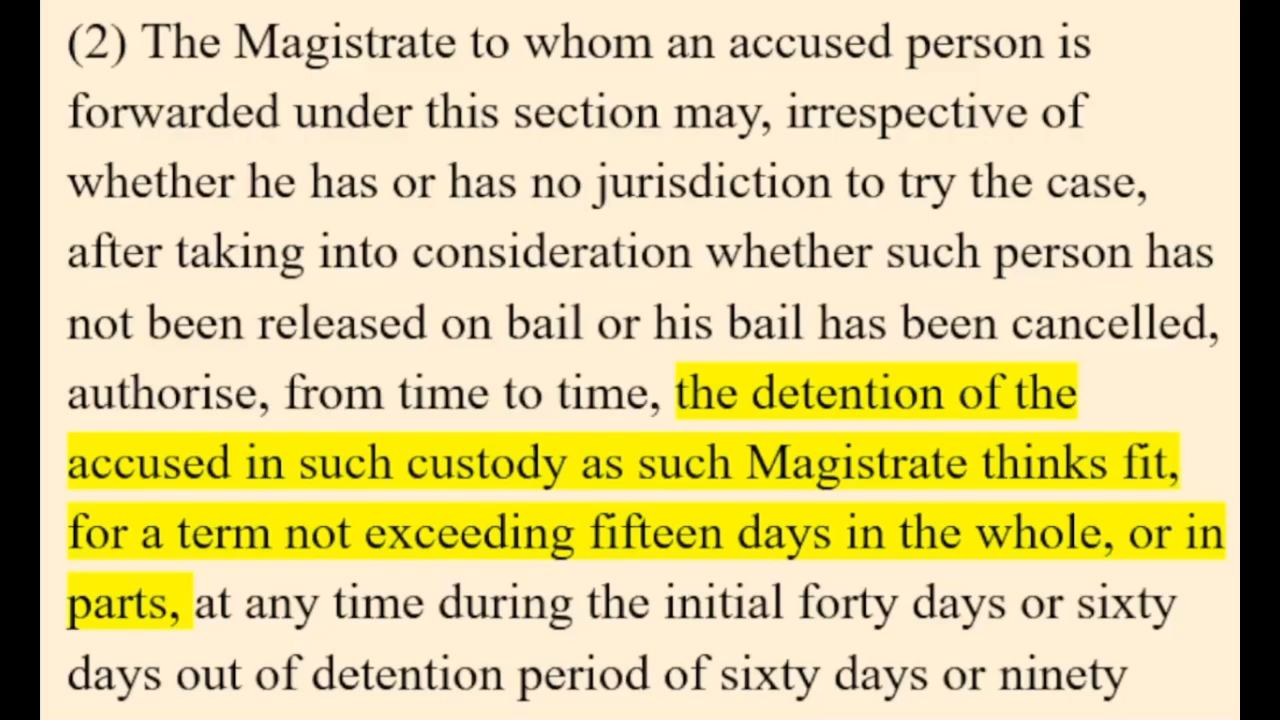 (2) The Magistrate to whom an accused person is
forwarded under this section may, irrespective of
whether he has or has no jurisdiction to try the case,
after taking into consideration whether such person has
not been released on bail or his bail has been cancelled,
authorise, from time to time, the detention of the
accused in such custody as such Magistrate thinks fit,
for a term not exceeding fifteen days in the whole, or in
parts, at any time during the initial forty days or sixty
days out of detention period of sixty days or ninety